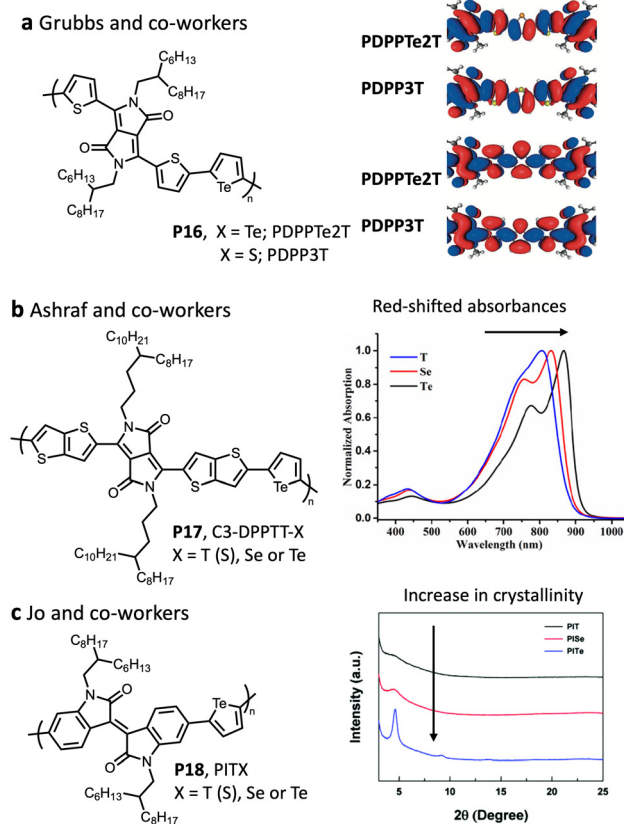 a Grubbs and co-workers
PDPPTe2T
PDPP3T
PDPPTe2T
PDPP3T
C6H13
C8H17
S
N
O
O
N
S
S
Te
n
C6H13
C8H17
P16, X = Te; PDPPTe2T
X = S; PDPP3T
b Ashraf and co-workers
C10H21
C8H17
S
S
N
O
O
N
S
S
Te
n
C10H21
C8H17
P17, C3-DPPTT-X
X = T (S), Se or Te
Red-shifted absorbances
T
Se
Te
Normalized Absorption
1.0
0.8
0.6
0.4
0.2
0.0
400 500 600 700 800 900 1000
Wavelength (nm)
c Jo and co-workers
C8H17
C6H13
N
O
Te
n
O
N
C6H13
C8H17
P18, PITX
X = T (S), Se or Te
Increase in crystallinity
PIT
PISe
PITe
Intensity (a.u.)
5 10 15 20 25
2θ (Degree)